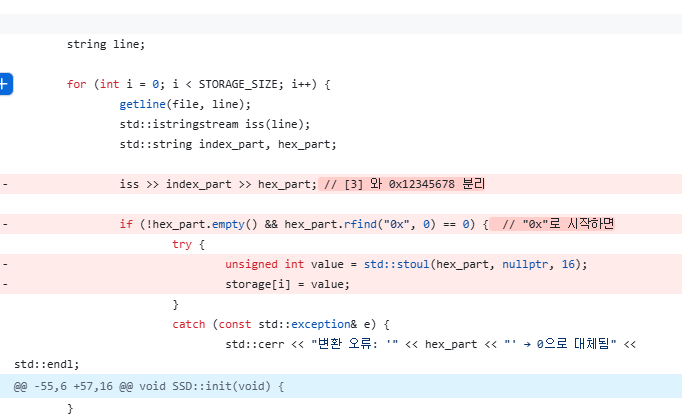 string line;
for (int i = 0; i < STORAGE_SIZE; i++) {
getline(file, line);
std::istringstream iss(line);
std::string index_part, hex_part;
- iss >> index_part >> hex_part; // [3] 와 0x12345678 분리
- if (!hex_part.empty() && hex_part.rfind("0x", 0) == 0) { // "0x"로 시작하면
try {
- unsigned int value = std::stoul(hex_part, nullptr, 16);
- storage[i] = value;
}
catch (const std::exception& e) {
std::cerr << "변환 오류: '" << hex_part << "' → 0으로 대체됨" <<
std::endl;
@@ -55,6 +57,16 @@ void SSD::init(void) {
}